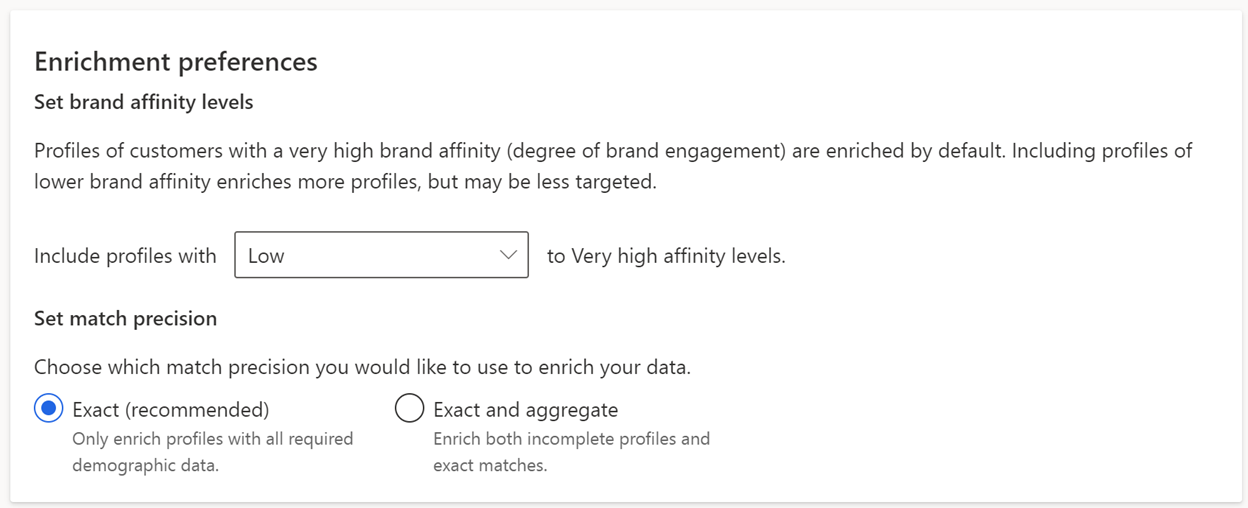 Enrichment preferences
Set brand affinity levels
Profiles of customers with a very high brand affinity (degree of brand engagement) are enriched by default. Including profiles of
lower brand affinity enriches more profiles, but may be less targeted.
Include profiles with Low to Very high affinity levels.
Set match precision
Choose which match precision you would like to use to enrich your data.
Exact (recommended) Exact and aggregate
Only enrich profiles with all required Enrich both incomplete profiles and
demographic data. exact matches.